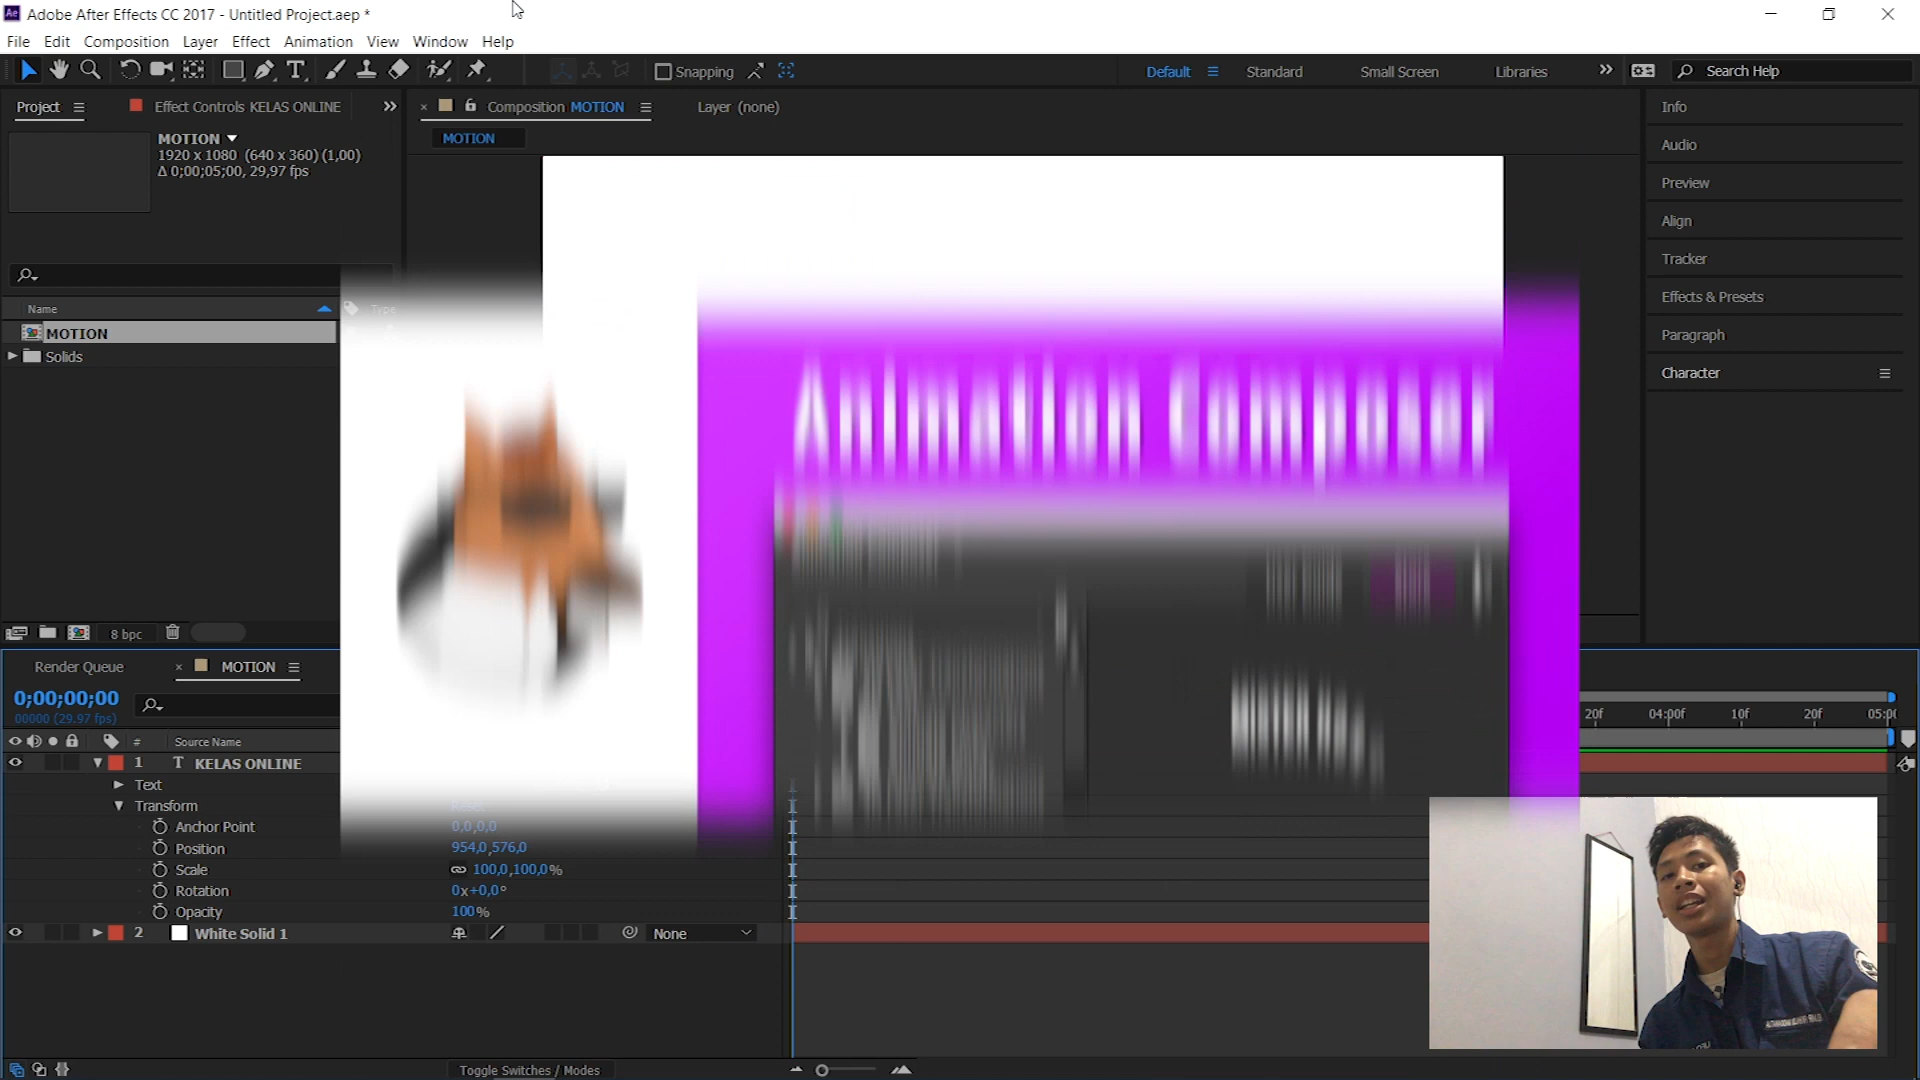 Ae Adobe After Effects CC 2017 - Untitled Project.aep *
File Edit Composition Layer Effect Animation View Window Help
Snapping Default Standard Small Screen Libraries Search Help
Project Effect Controls KELAS ONLINE Composition MOTION Layer (none)
MOTION
1920 x 1080 (640 x 360) (1,00)
Δ 0;00;05;00, 29,97 fps
MOTION
Info
Audio
Preview
Align
Tracker
Effects & Presets
Paragraph
Character
Name Type
MOTION
Solids
8 bpc
Render Queue MOTION
0;00;00;00
00000 (29.97 fps)
20f 04:00f 10f 20f 05:00
# Source Name
1 T KELAS ONLINE
Text
Transform Reset
Anchor Point 0,0,0,0
Position 954,0,576,0
Scale 100,0,100,0%
Rotation 0x+0,0°
Opacity 100%
2 White Solid 1 None
Toggle Switches / Modes